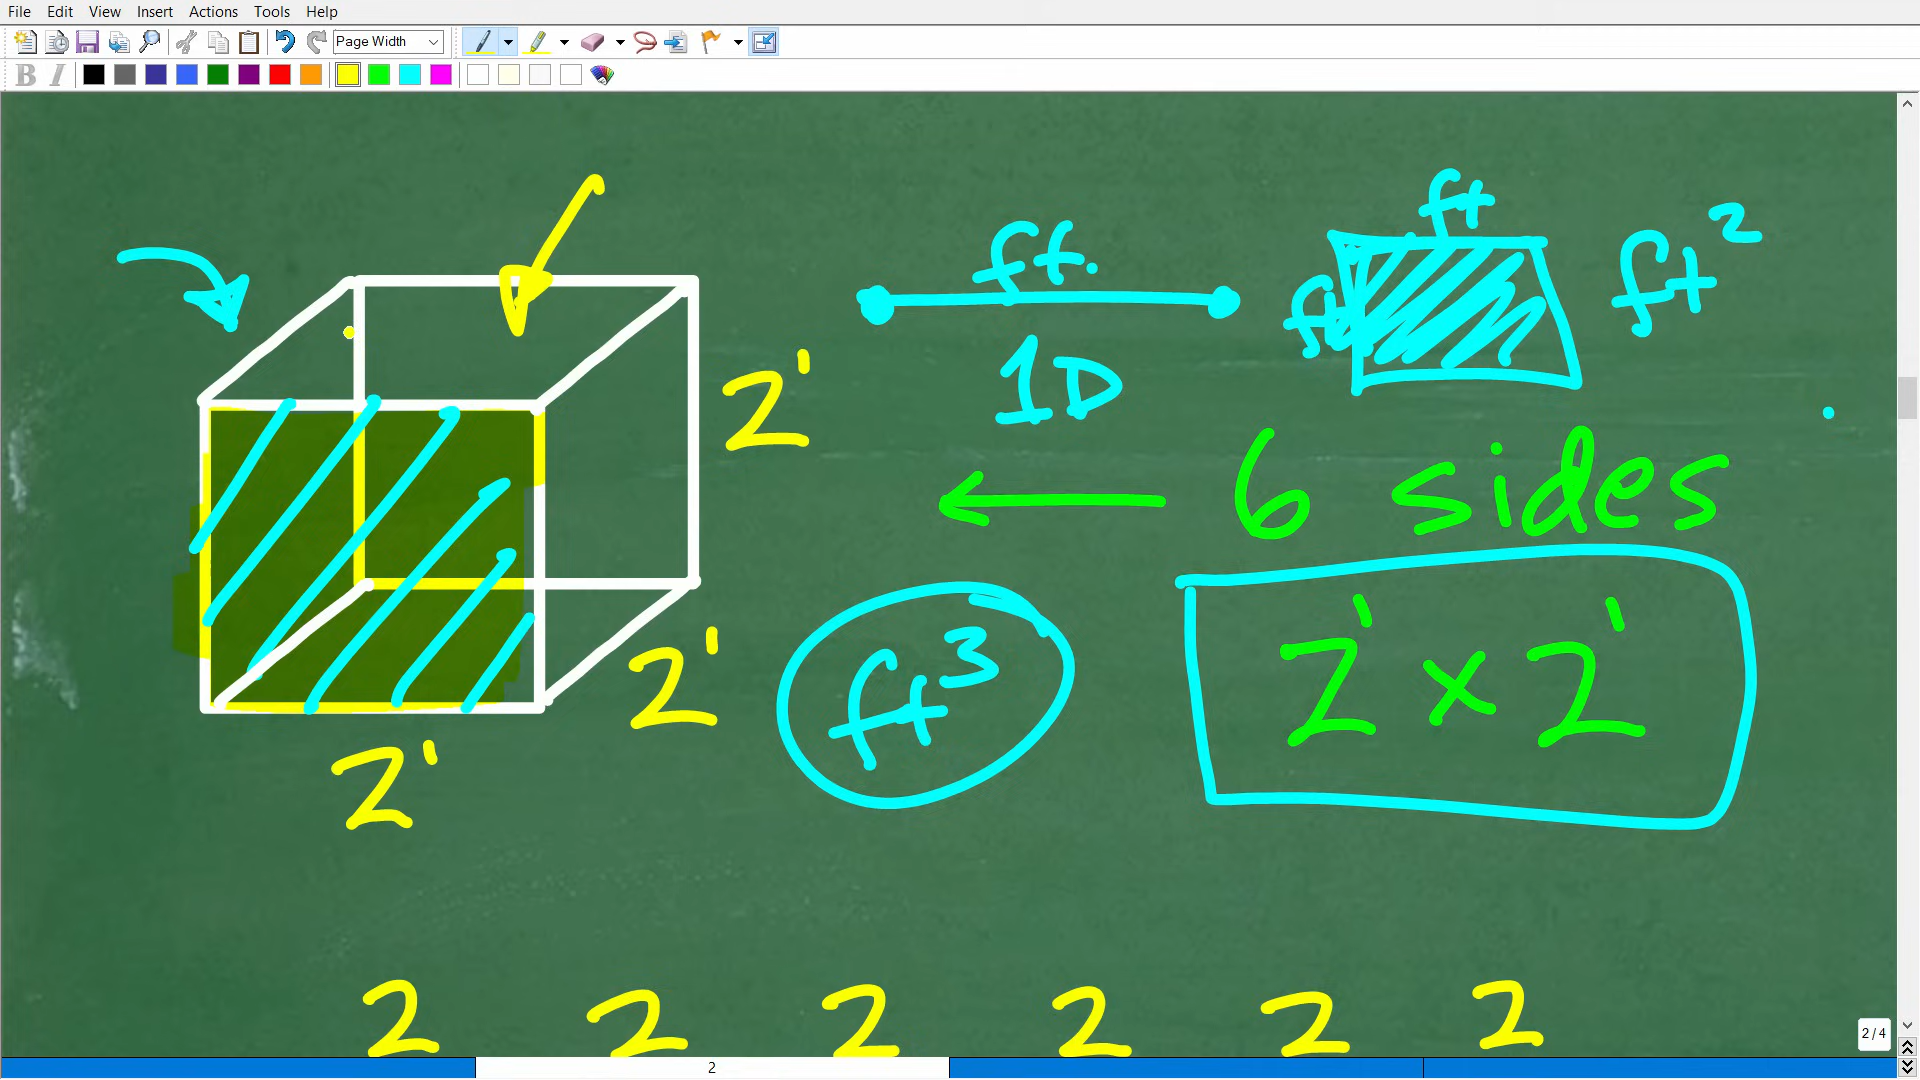 File Edit View Insert Actions Tools Help
Page Width
B I
ft
ft.
ft
ft²
1D
2'
6 sides
ft³
2' x 2'
2'
2'
2 2 2 2 2 2
2/4
2